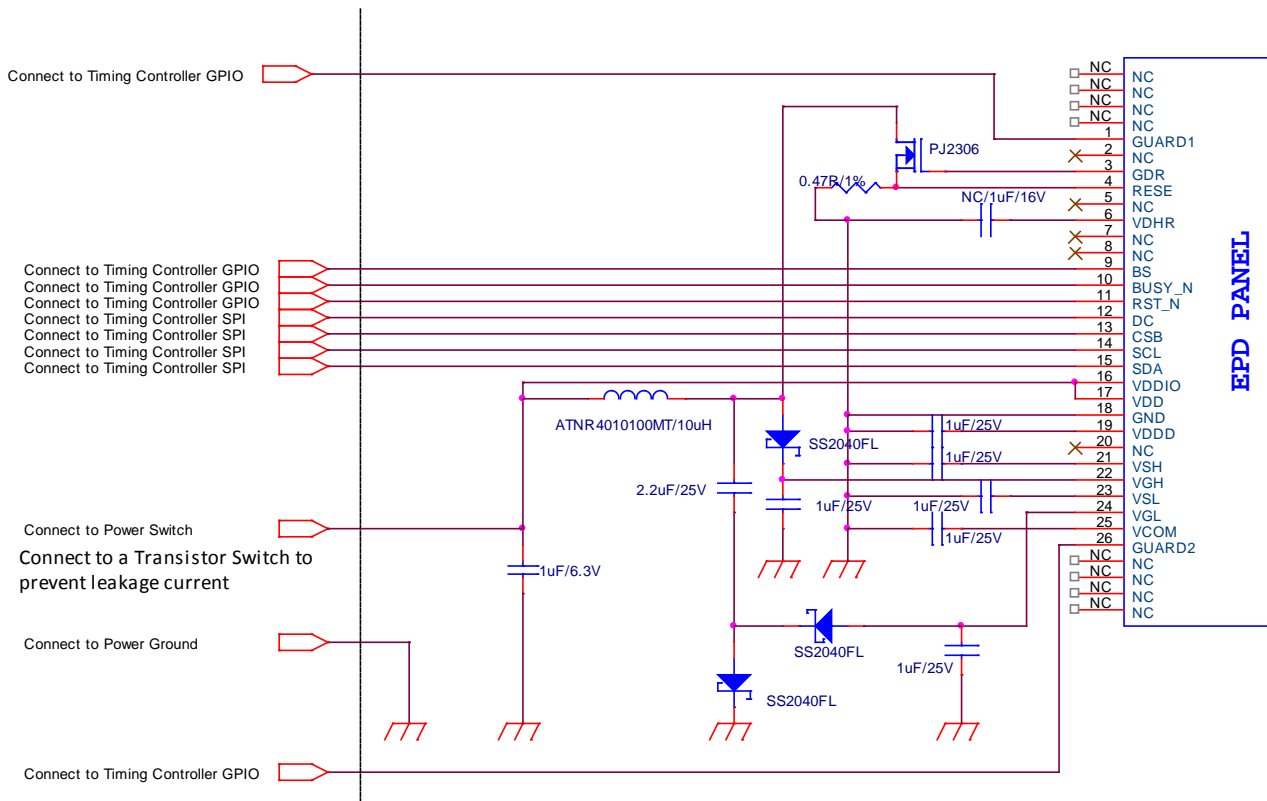 NC
NC
NC
NC
NC
NC
NC
NC
Connect to Timing Controller GPIO
1
GUARD1
2
NC
PJ2306
3
GDR
0.47R/1%
4
RESE
5
NC
NC/1uF/16V
6
VDHR
7
NC
8
NC
Connect to Timing Controller GPIO
9
BS
Connect to Timing Controller GPIO
10
BUSY_N
Connect to Timing Controller GPIO
11
RST_N
Connect to Timing Controller SPI
12
DC
Connect to Timing Controller SPI
13
CSB
Connect to Timing Controller SPI
14
SCL
Connect to Timing Controller SPI
15
SDA
EPD PANEL
16
VDDIO
17
VDD
ATNR4010100MT/10uH
18
GND
1uF/25V
19
VDDD
SS2040FL
20
NC
1uF/25V
21
VSH
22
VGH
2.2uF/25V
23
VSL
1uF/25V
1uF/25V
24
VGL
Connect to Power Switch
25
VCOM
1uF/25V
26
GUARD2
Connect to a Transistor Switch to
prevent leakage current
1uF/6.3V
NC
NC
NC
NC
NC
NC
NC
NC
Connect to Power Ground
SS2040FL
1uF/25V
SS2040FL
Connect to Timing Controller GPIO